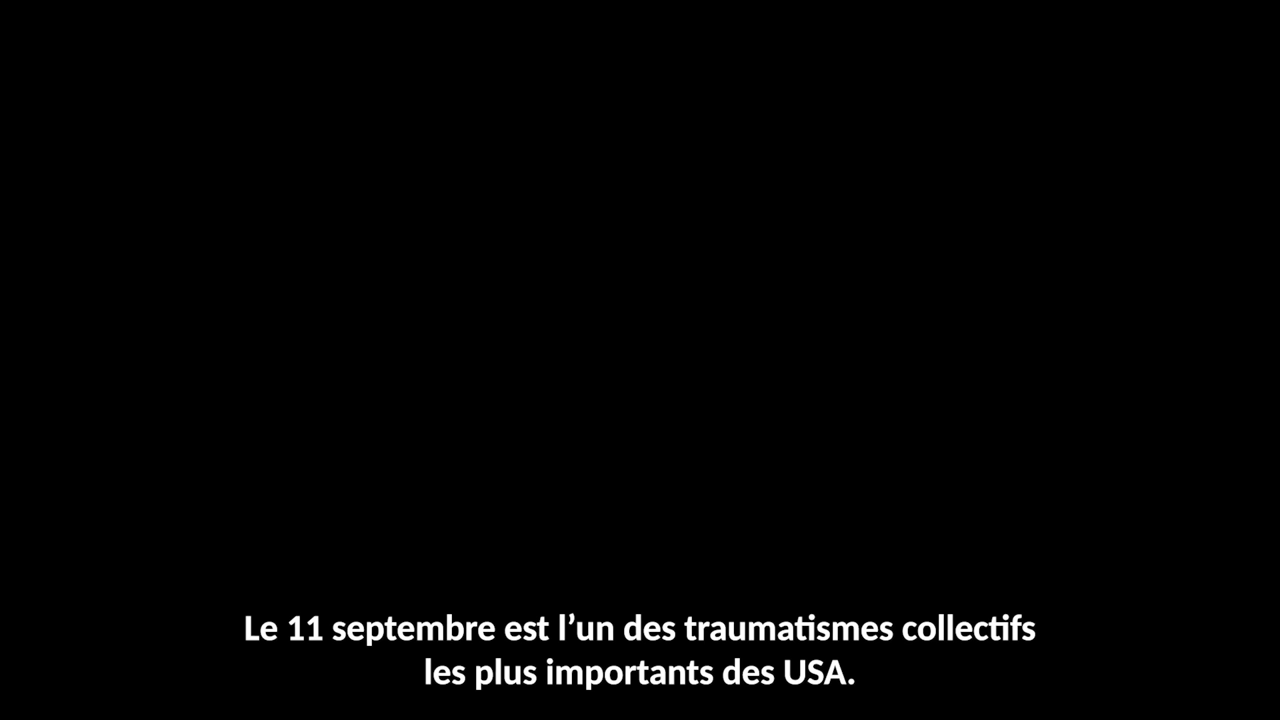 Le 11 septembre est l’un des traumatismes collectifs
les plus importants des USA.